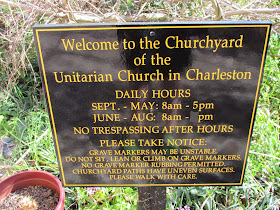 Welcome to the Churchyard
of the
Unitarian Church in Charleston
DAILY HOURS
SEPT. - MAY: 8am - 5pm
JUNE - AUG: 8am - pm
NO TRESPASSING AFTER HOURS
PLEASE TAKE NOTICE:
GRAVE MARKERS MAY BE UNSTABLE.
DO NOT SIT, LEAN OR CLIMB ON GRAVE MARKERS.
NO GRAVE MARKER RUBBING PERMITTED.
CHURCHYARD PATHS HAVE UNEVEN SURFACES.
PLEASE WALK WITH CARE.